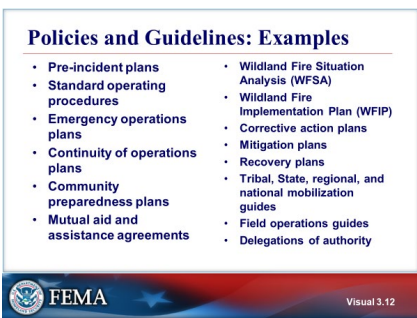 Policies and Guidelines: Examples
• Pre-incident plans
• Standard operating
procedures
• Emergency operations
plans
• Continuity of operations
plans
• Community
preparedness plans
• Mutual aid and
assistance agreements
• Wildland Fire Situation
Analysis (WFSA)
• Wildland Fire
Implementation Plan (WFIP)
• Corrective action plans
• Mitigation plans
• Recovery plans
• Tribal, State, regional, and
national mobilization
guides
• Field operations guides
• Delegations of authority
FEMA
Visual 3.12